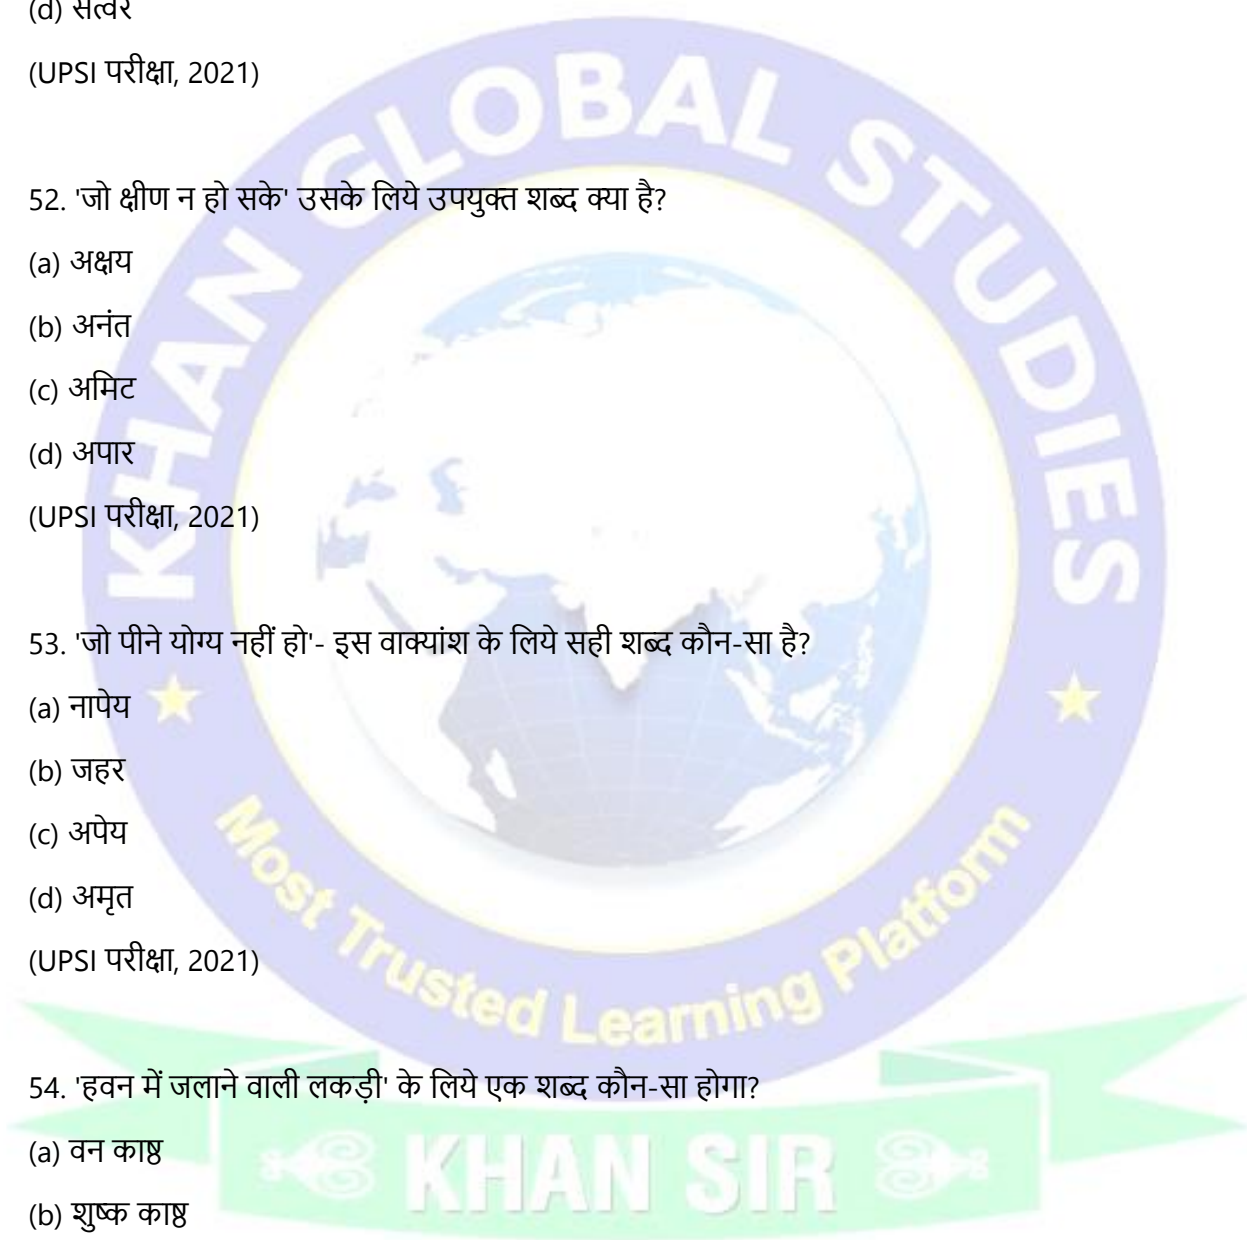 (d) सत्वर
(UPSI परीक्षा, 2021)
52. 'जो क्षीण न हो सके' उसके लिये उपयुक्त शब्द क्या है?
(a) अक्षय
(b) अनंत
(c) अमिट
(d) अपार
(UPSI परीक्षा, 2021)
53. 'जो पीने योग्य नहीं हो'- इस वाक्यांश के लिये सही शब्द कौन-सा है?
(a) नापेय
(b) जहर
(c) अपेय
(d) अमृत
(UPSI परीक्षा, 2021)
54. 'हवन में जलाने वाली लकड़ी' के लिये एक शब्द कौन-सा होगा?
(a) वन काष्ठ
(b) शुष्क काष्ठ
KHAN GLOBAL STUDIES
Most Trusted Learning Platform
KHAN SIR